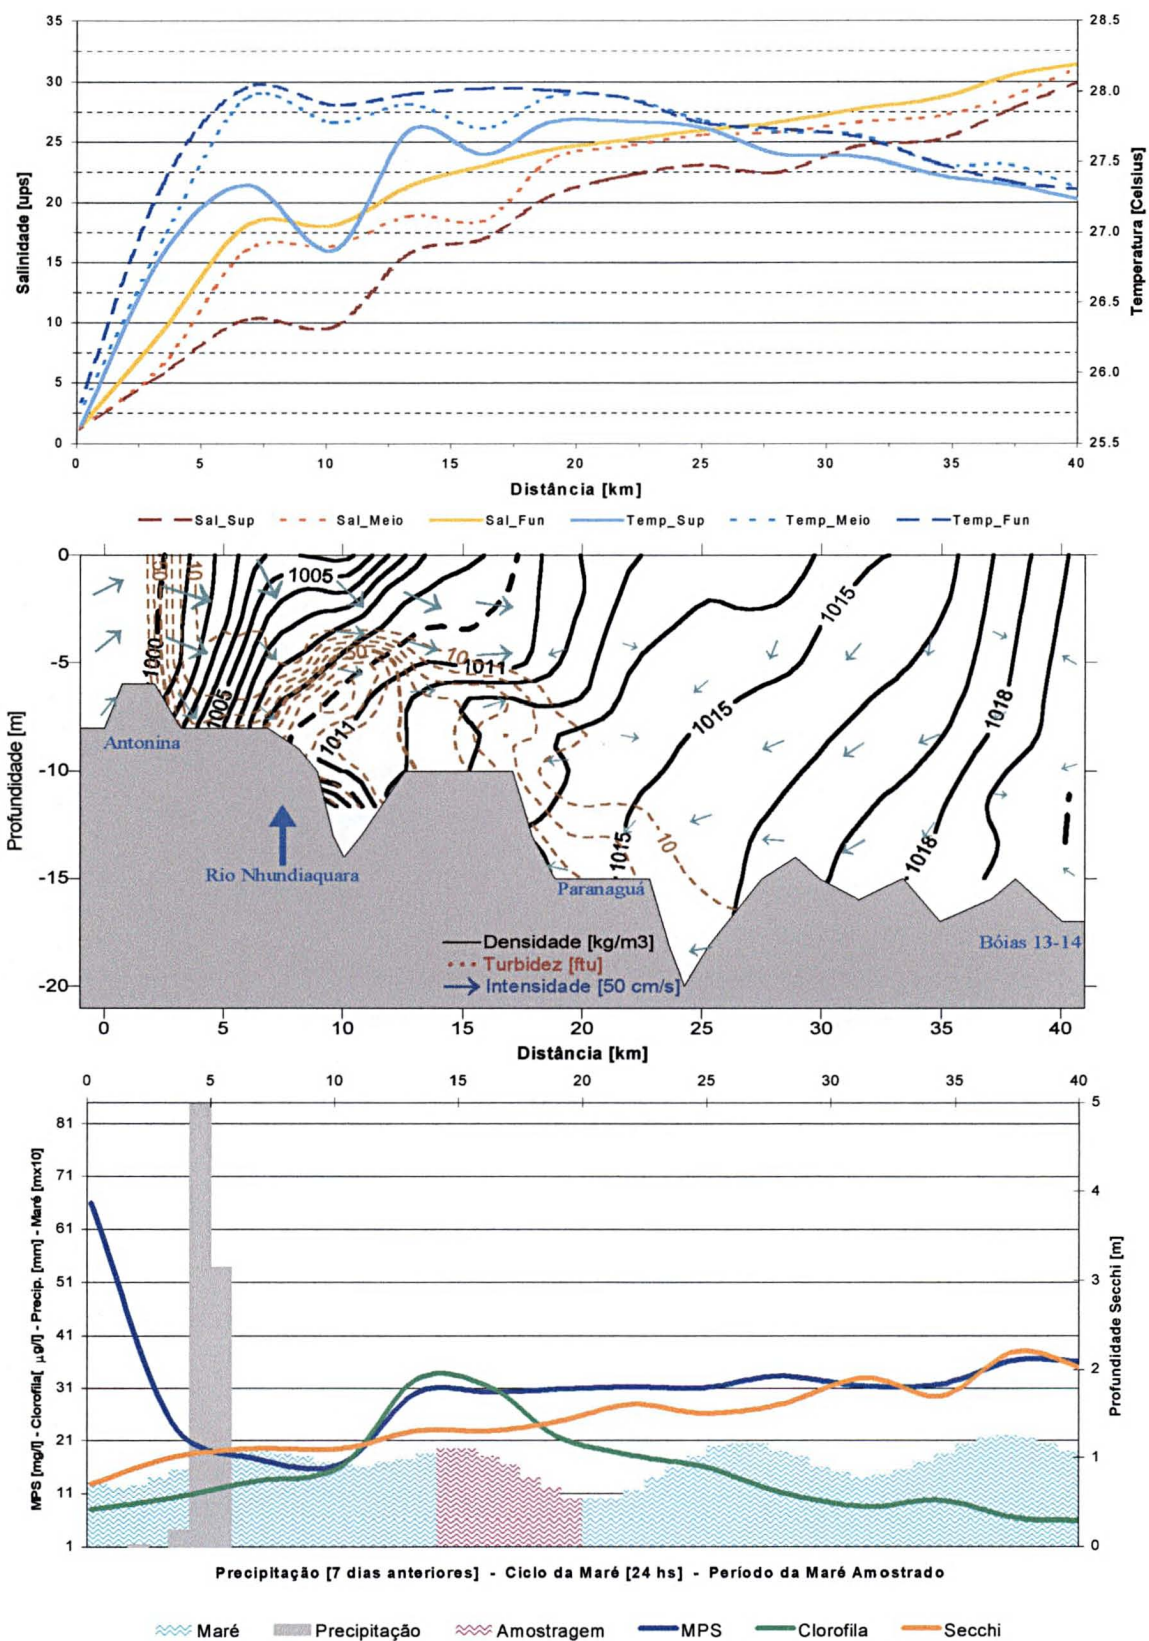 35
30
25
20
15
10
5
0
Salinidade [ups]
28.5
28.0
27.5
27.0
26.5
26.0
25.5
Temperatura [Celsius]
0 5 10 15 20 25 30 35 40
Distância [km]
Sal_Sup Sal_Meio Sal_Fun Temp_Sup Temp_Meio Temp_Fun
0
-5
-10
-15
-20
Profundidade [m]
50 10
1005
1015
1000
50
10
1011
1005
1011
1015
1018
10
1015
1018
Antonina
Rio Nhundiaquara
Paranaguá
Bóias 13-14
Densidade [kg/m3]
Turbidez [ftu]
Intensidade [50 cm/s]
0 5 10 15 20 25 30 35 40
Distância [km]
0 5 10 15 20 25 30 35 40
81
71
61
51
41
31
21
11
1
MPS [mg/l] - Clorofila[ µg/l] - Precip. [mm] - Maré [mx10]
5
4
3
2
1
0
Profundidade Secchi [m]
Precipitação [7 dias anteriores] - Ciclo da Maré [24 hs] - Período da Maré Amostrado
Maré Precipitação Amostragem MPS Clorofila Secchi